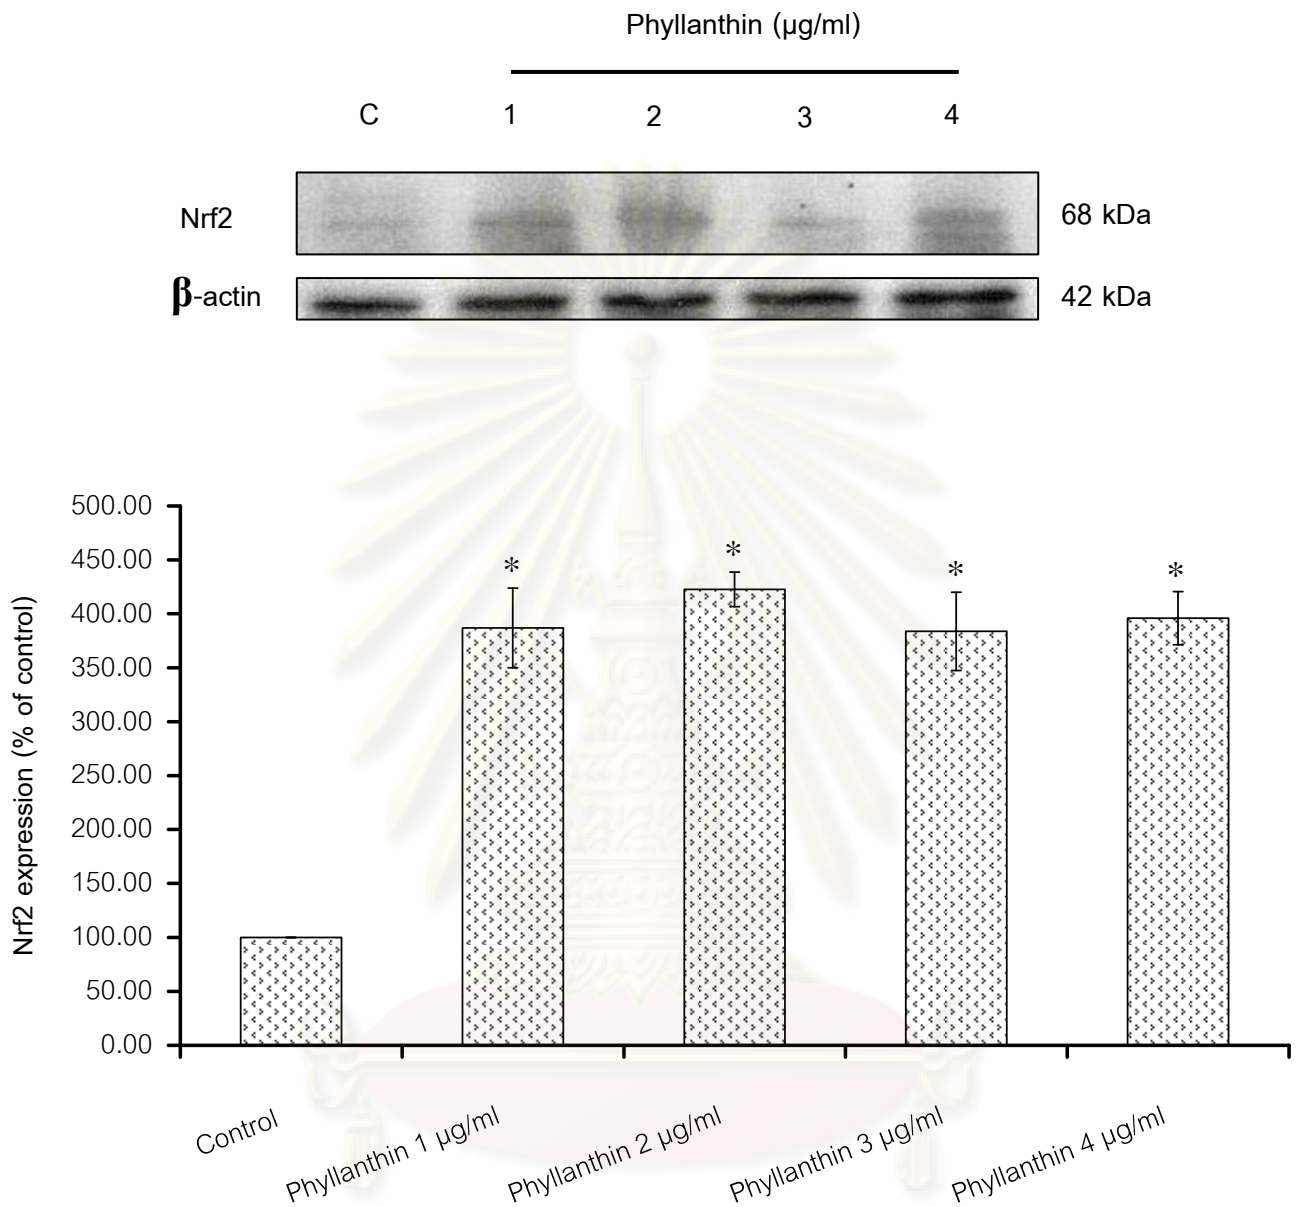 Phyllanthin (µg/ml)
C 1 2 3 4
Nrf2 68 kDa
β-actin 42 kDa
500.00
450.00
400.00
350.00
300.00
250.00
200.00
150.00
100.00
50.00
0.00
Nrf2 expression (% of control)
* * * *
Control
Phyllanthin 1 µg/ml
Phyllanthin 2 µg/ml
Phyllanthin 3 µg/ml
Phyllanthin 4 µg/ml